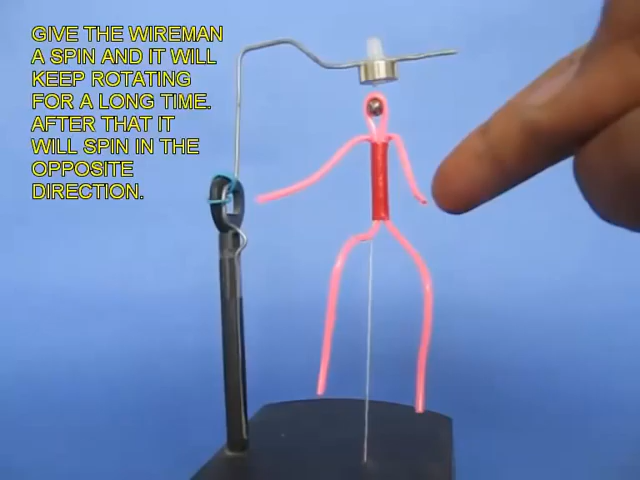 GIVE THE WIREMAN
A SPIN AND IT WILL
KEEP ROTATING
FOR A LONG TIME.
AFTER THAT IT
WILL SPIN IN THE
OPPOSITE
DIRECTION.